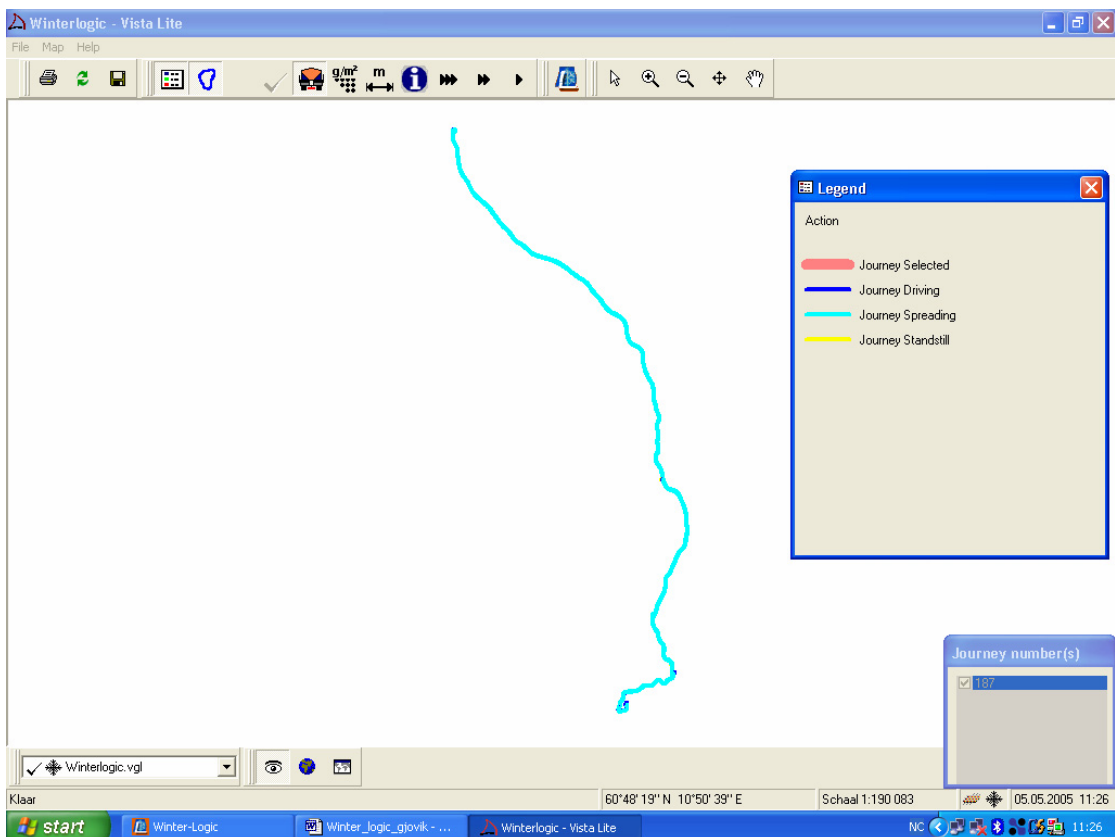 Winterlogic - Vista Lite
File Map Help
g/m²
m
Legend
Action
Journey Selected
Journey Driving
Journey Spreading
Journey Standstill
Journey number(s)
187
Winterlogic.vgl
Klaar
60°48' 19" N 10°50' 39" E
Schaal 1:190 083
05.05.2005 11:26
start
Winter-Logic
Winter_logic_gjovik - ...
Winterlogic - Vista Lite
NC
11:26